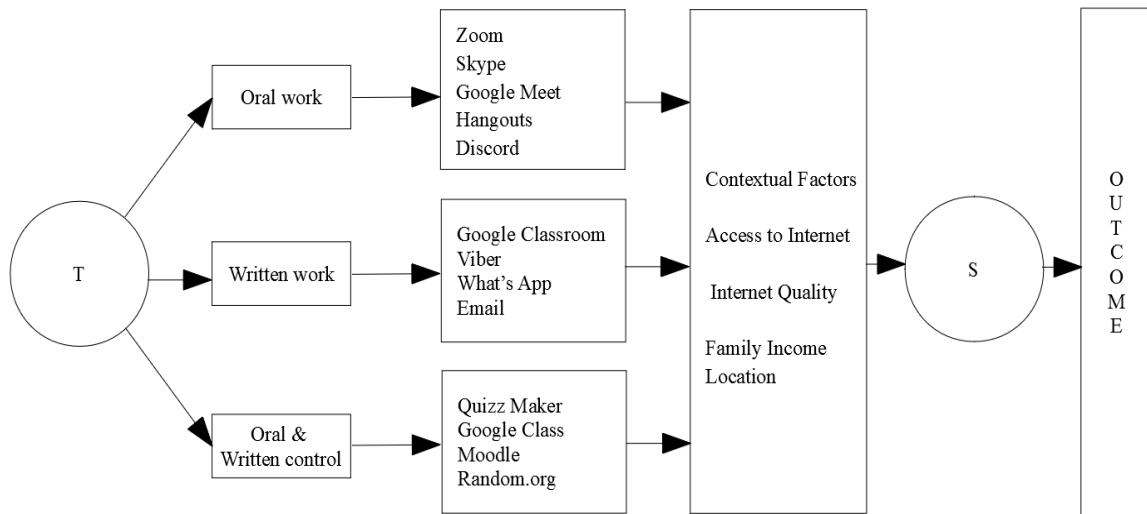 T
Oral work
Written work
Oral &
Written control
Zoom
Skype
Google Meet
Hangouts
Discord
Google Classroom
Viber
What's App
Email
Quizz Maker
Google Class
Moodle
Random.org
Contextual Factors
Access to Internet
Internet Quality
Family Income
Location
S
O
U
T
C
O
M
E